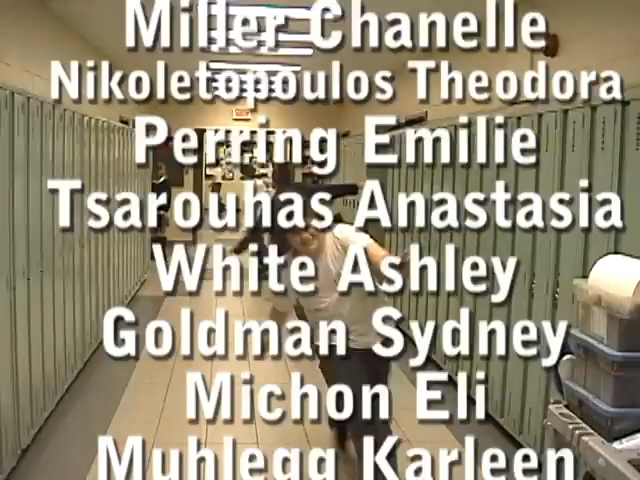 Miller Chanelle
Nikoletopoulos Theodora
Perring Emilie
Tsarouhas Anastasia
White Ashley
Goldman Sydney
Michon Eli
Muhlegg Karleen